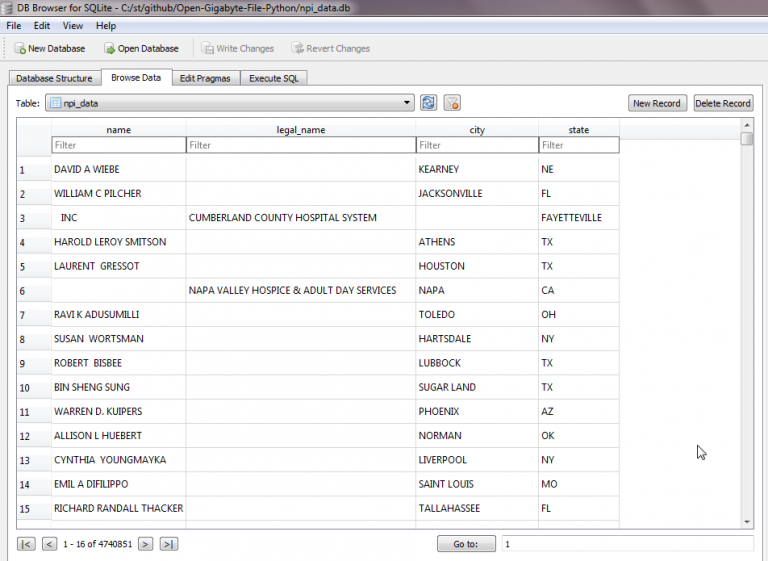 DB Browser for SQLite - C:/st/github/Open-Gigabyte-File-Python/npi_data.db
File Edit View Help
New Database Open Database Write Changes Revert Changes
Database Structure Browse Data Edit Pragmas Execute SQL
Table: npi_data New Record Delete Record
name legal_name city state
Filter Filter Filter Filter
1 DAVID A WIEBE KEARNEY NE
2 WILLIAM C PILCHER JACKSONVILLE FL
3 INC CUMBERLAND COUNTY HOSPITAL SYSTEM FAYETTEVILLE
4 HAROLD LEROY SMITSON ATHENS TX
5 LAURENT GRESSOT HOUSTON TX
6 NAPA VALLEY HOSPICE & ADULT DAY SERVICES NAPA CA
7 RAVI K ADUSUMILLI TOLEDO OH
8 SUSAN WORTSMAN HARTSDALE NY
9 ROBERT BISBEE LUBBOCK TX
10 BIN SHENG SUNG SUGAR LAND TX
11 WARREN D. KUIPERS PHOENIX AZ
12 ALLISON L HUEBERT NORMAN OK
13 CYNTHIA YOUNGMAYKA LIVERPOOL NY
14 EMIL A DIFILIPPO SAINT LOUIS MO
15 RICHARD RANDALL THACKER TALLAHASSEE FL
|< < 1 - 16 of 4740851 > >| Go to: 1